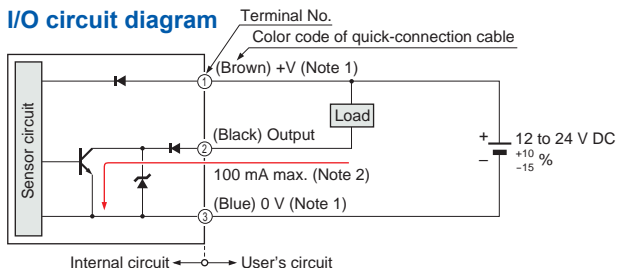 I/O circuit diagram
Terminal No.
Color code of quick-connection cable
1
(Brown) +V (Note 1)
Load
Sensor circuit
2
(Black) Output
+
12 to 24 V DC
–
+10
–15 %
100 mA max. (Note 2)
3
(Blue) 0 V (Note 1)
Internal circuit
User's circuit